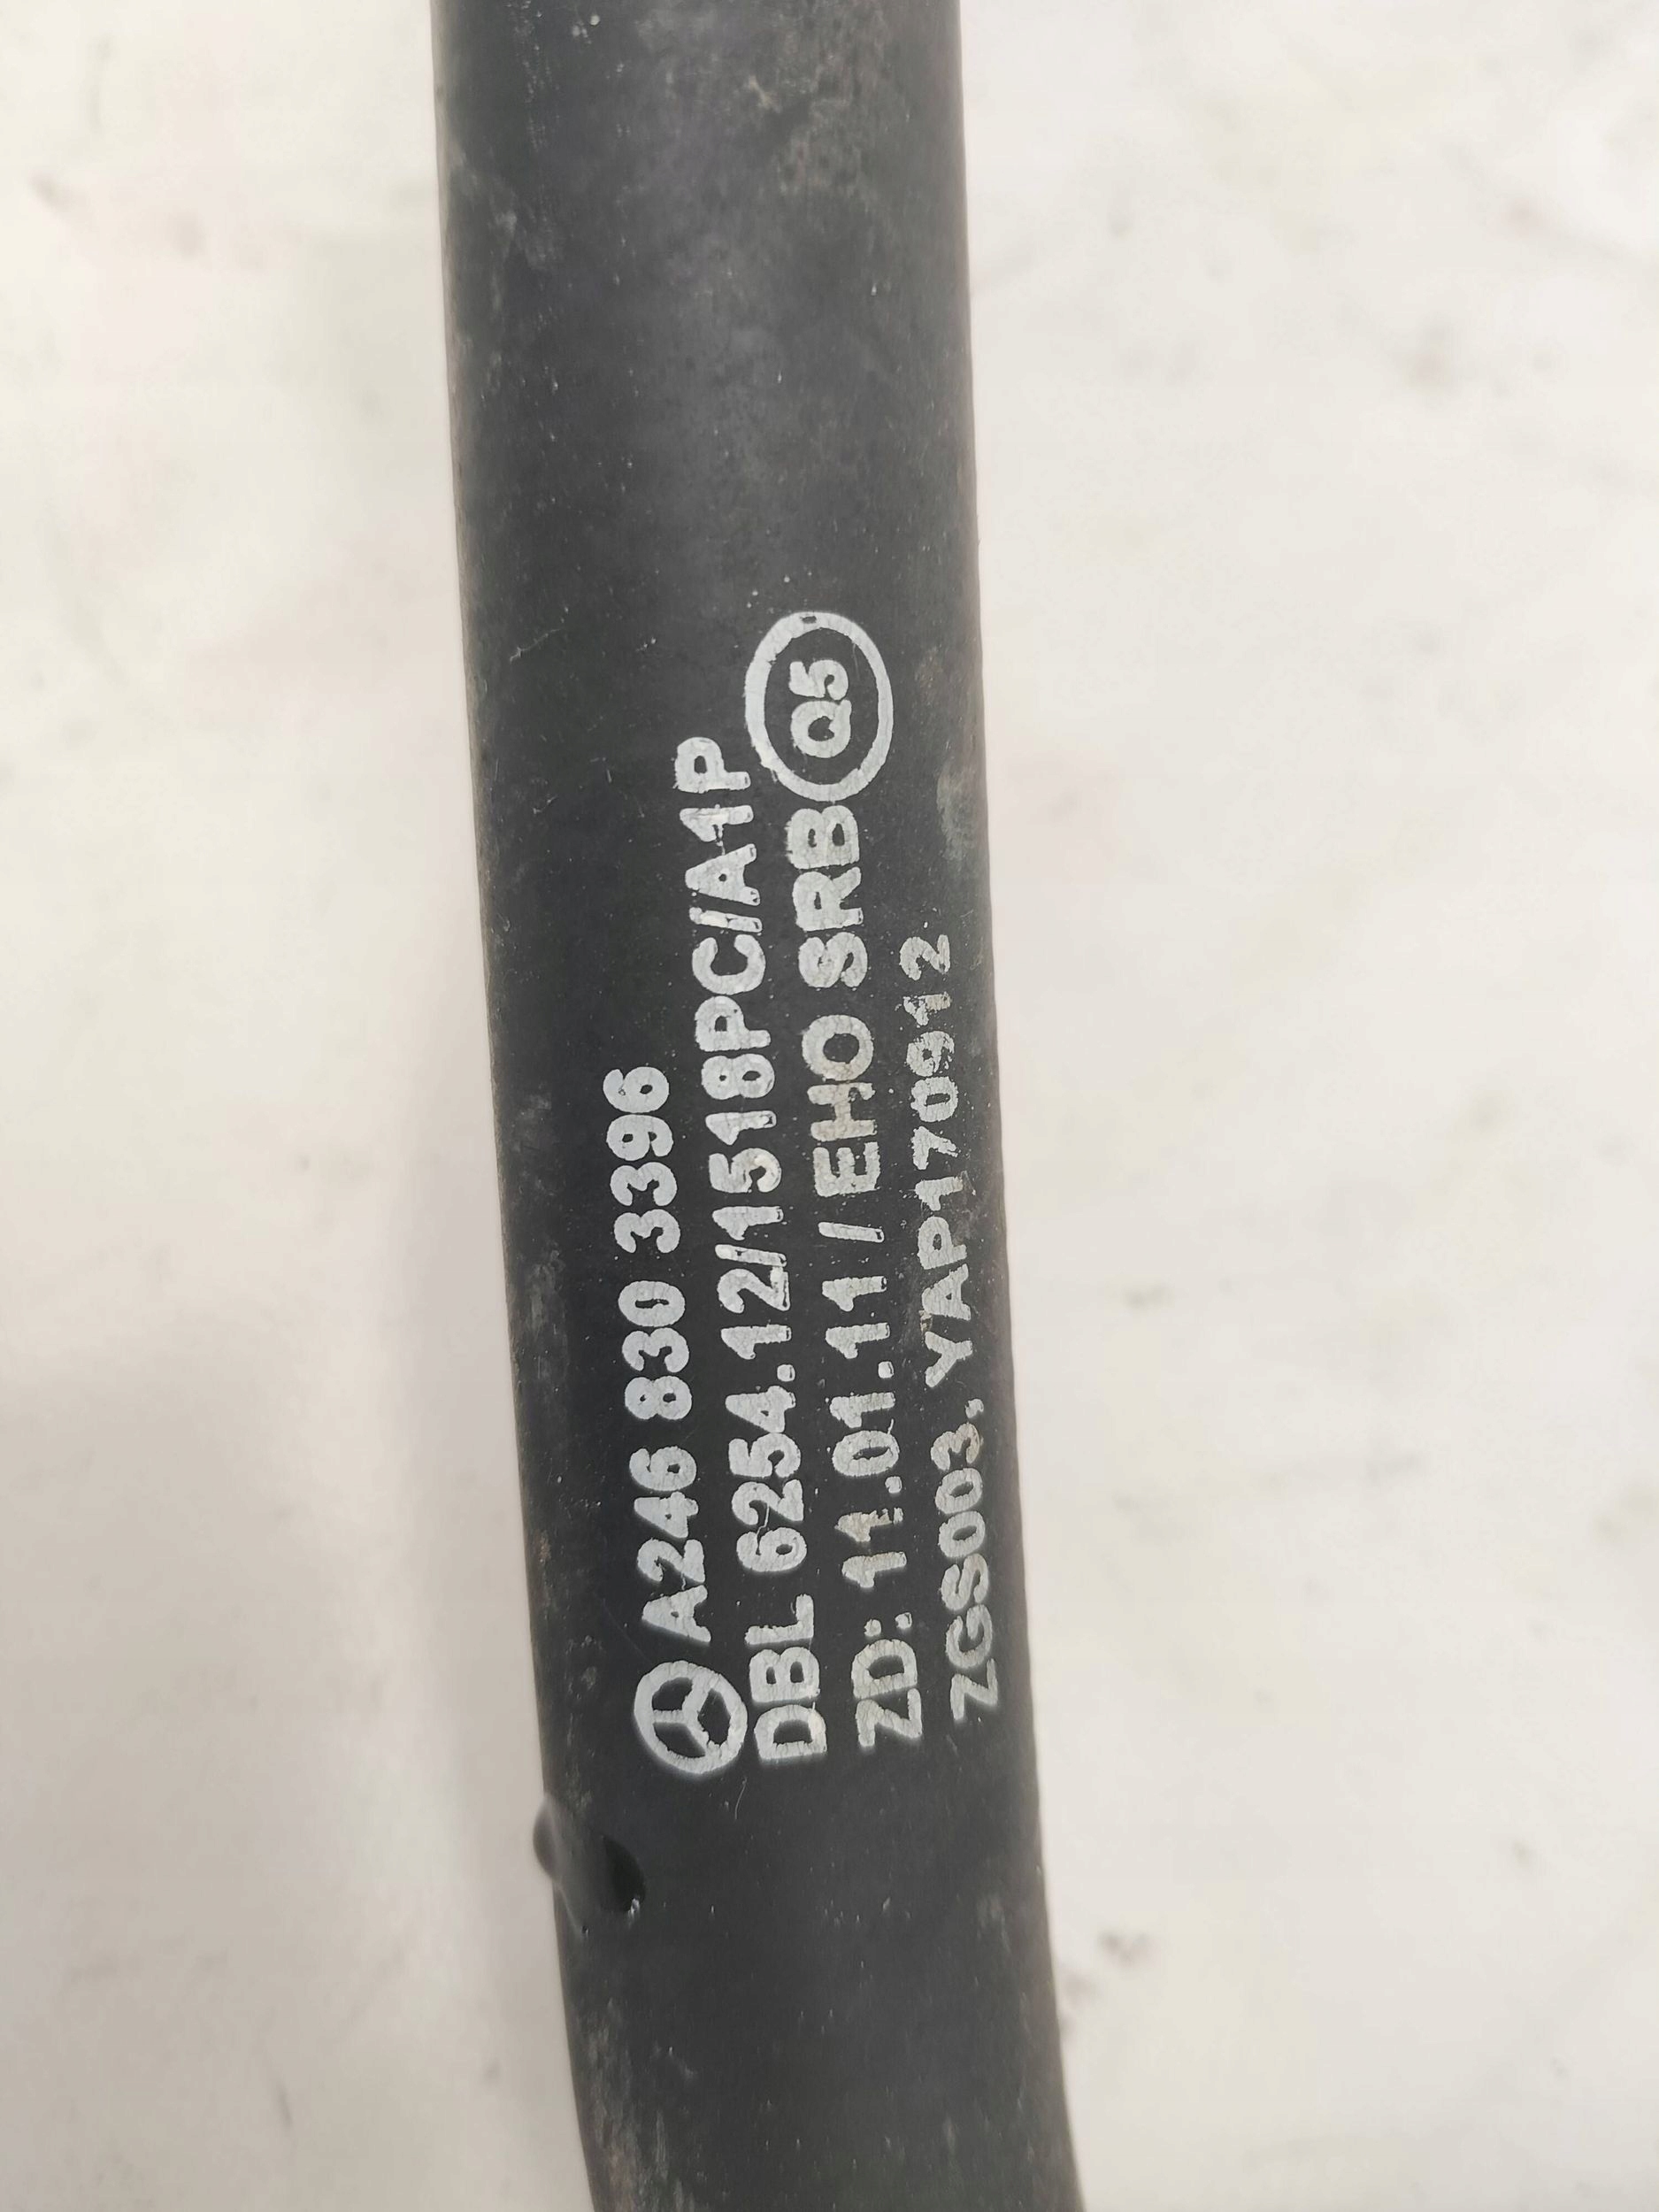 A246 830 3396
DBL 6254.12/1518PC/A1P
ZD: 11.01.11 / EHO SRB Q5
ZGS003. YAP170912